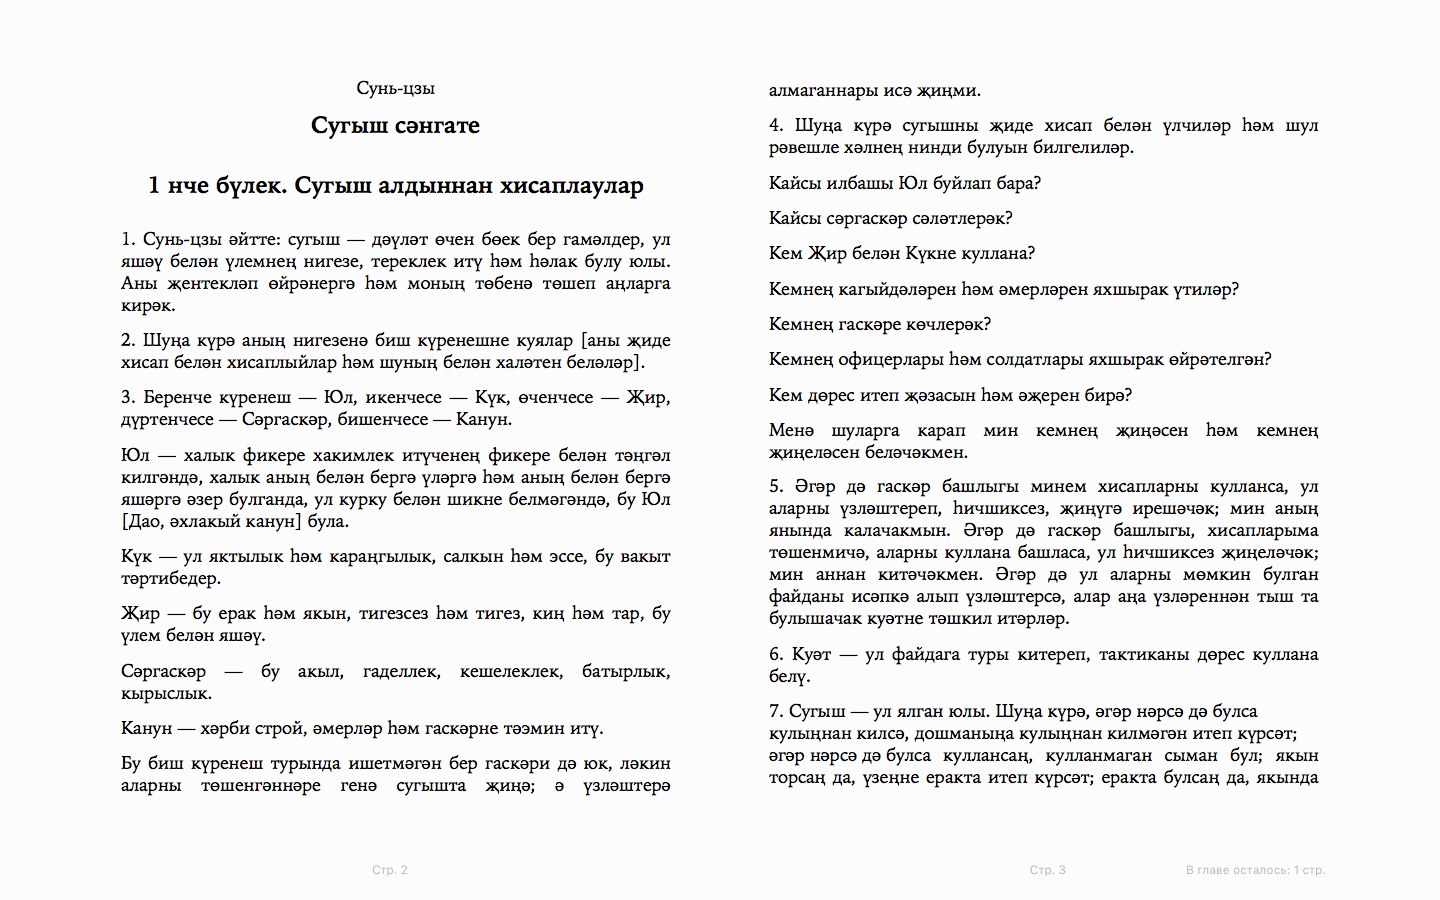 Сунь-цзы
Сугыш сәнгате
1 нче бүлек. Сугыш алдыннан хисаплаулар
1. Сунь-цзы әйтте: сугыш — дәүләт өчен бөек бер гамәлдер, ул
яшәү белән үлемнең нигезе, тереклек итү һәм һәлак булу юлы.
Аны җентекләп өйрәнергә һәм моның төбенә төшеп аңларга
кирәк.
2. Шуңа күрә аның нигезенә биш күренешне куялар [аны җиде
хисап белән хисаплыйлар һәм шуның белән халәтен беләләр].
3. Беренче күренеш — Юл, икенчесе — Күк, өченчесе — Җир,
дүртенчесе — Сәргаскәр, бишенчесе — Канун.
Юл — халык фикере хакимлек итүченең фикере белән тәңгәл
килгәндә, халык аның белән бергә үләргә һәм аның белән бергә
яшәргә әзер булганда, ул курку белән шикне белмәгәндә, бу Юл
[Дао, әхлакый канун] була.
Күк — ул яктылык һәм караңгылык, салкын һәм эссе, бу вакыт
тәртибедер.
Җир — бу ерак һәм якын, тигезсез һәм тигез, киң һәм тар, бу
үлем белән яшәү.
Сәргаскәр — бу акыл, гаделлек, кешелеклек, батырлык,
кырыслык.
Канун — хәрби строй, әмерләр һәм гаскәрне тәэмин итү.
Бу биш күренеш турында ишетмәгән бер гаскәри дә юк, ләкин
аларны төшенгәннәре генә сугышта җиңә; ә үзләштерә
алмаганнары исә җиңми.
4. Шуңа күрә сугышны җиде хисап белән үлчиләр һәм шул
рәвешле хәлнең нинди булуын билгелиләр.
Кайсы илбашы Юл буйлап бара?
Кайсы сәргаскәр сәләтлерәк?
Кем Җир белән Күкне куллана?
Кемнең кагыйдәләрен һәм әмерләрен яхшырак үтиләр?
Кемнең гаскәре көчлерәк?
Кемнең офицерлары һәм солдатлары яхшырак өйрәтелгән?
Кем дөрес итеп җәзасын һәм әҗерен бирә?
Менә шуларга карап мин кемнең җиңәсен һәм кемнең
җиңеләсен беләчәкмен.
5. Әгәр дә гаскәр башлыгы минем хисапларны кулланса, ул
аларны үзләштереп, һичшиксез, җиңүгә ирешәчәк; мин аның
янында калачакмын. Әгәр дә гаскәр башлыгы, хисапларыма
төшенмичә, аларны куллана башласа, ул һичшиксез җиңеләчәк;
мин аннан китәчәкмен. Әгәр дә ул аларны мөмкин булган
файданы исәпкә алып үзләштерсә, алар аңа үзләреннән тыш та
булышачак куәтне тәшкил итәрләр.
6. Куәт — ул файдага туры китереп, тактиканы дөрес куллана
белү.
7. Сугыш — ул ялган юлы. Шуңа күрә, әгәр нәрсә дә булса
кулыңнан килсә, дошманыңа кулыңнан килмәгән итеп күрсәт;
әгәр нәрсә дә булса куллансаң, кулланмаган сыман бул; якын
торсаң да, үзеңне еракта итеп күрсәт; еракта булсаң да, якында
Стр. 2
Стр. 3
В главе осталось: 1 стр.